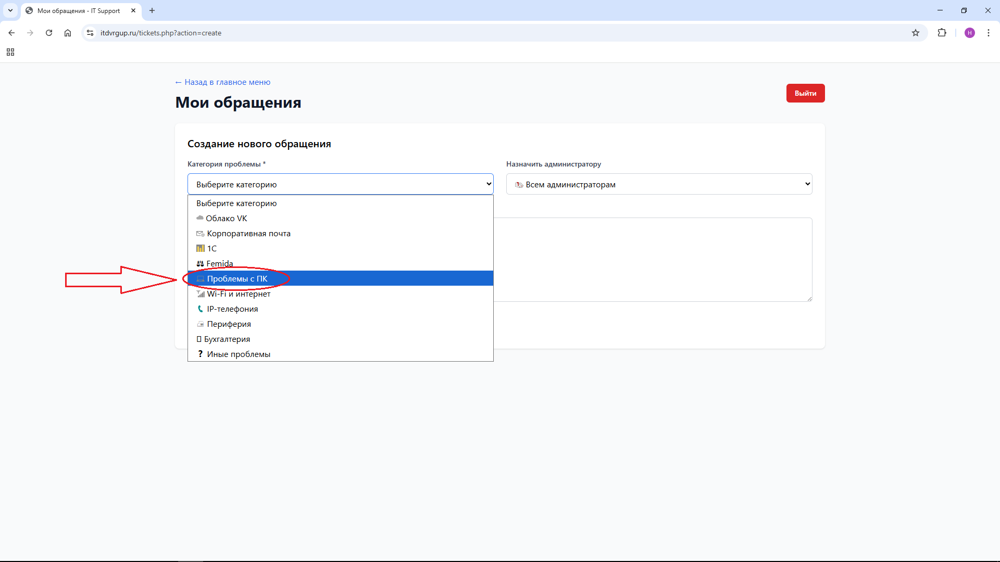 Мои обращения - IT Support
itdvrgup.ru/tickets.php?action=create
H
← Назад в главное меню
Мои обращения
Выйти
Создание нового обращения
Категория проблемы *
Назначить администратору
Выберите категорию
Всем администраторам
Выберите категорию
Облако VK
Корпоративная почта
1С
Femida
Проблемы с ПК
Wi-Fi и интернет
IP-телефония
Периферия
Бухгалтерия
? Иные проблемы